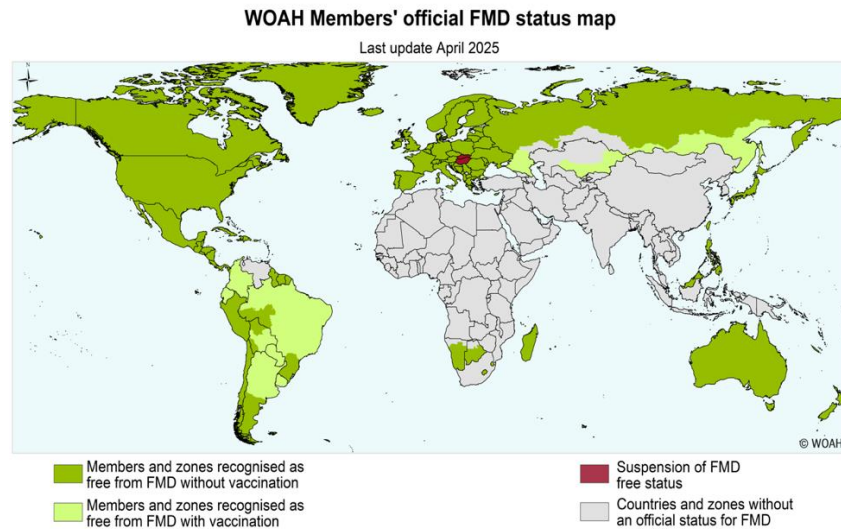 WOAH Members' official FMD status map
Last update April 2025
N
© WOAH
Members and zones recognised as
free from FMD without vaccination
Members and zones recognised as
free from FMD with vaccination
Suspension of FMD
free status
Countries and zones without
an official status for FMD